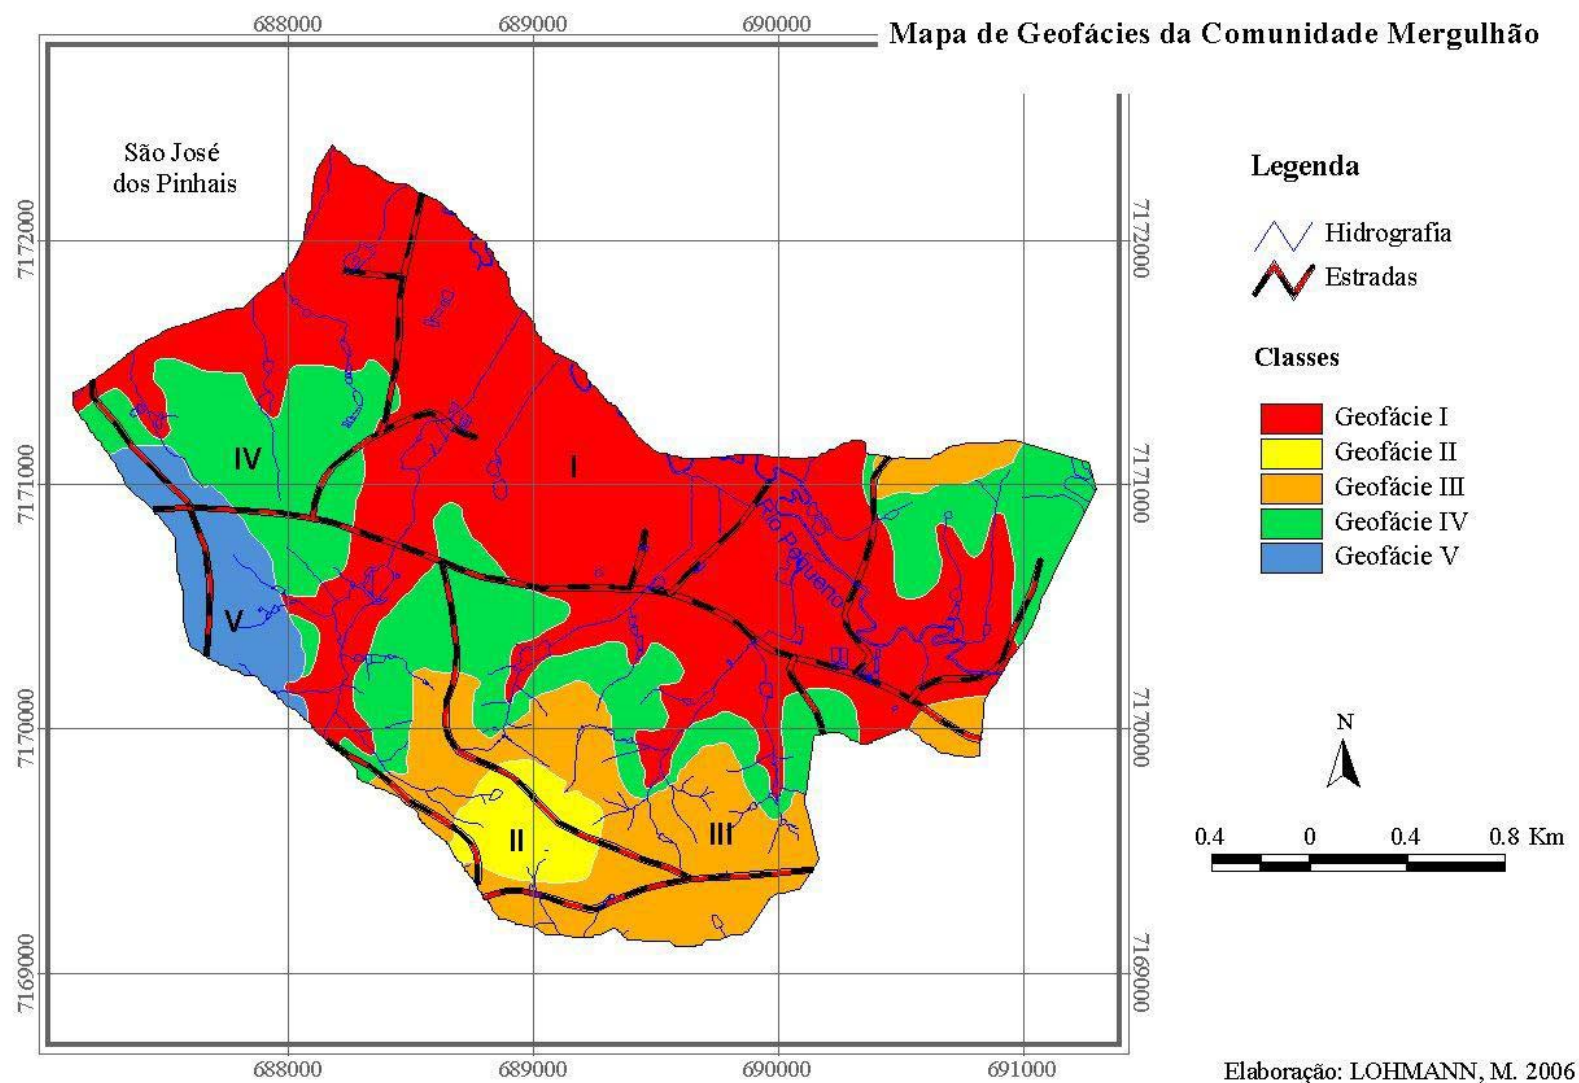 688000
689000
690000
Mapa de Geofácies da Comunidade Mergulhão
São José
dos Pinhais
7172000
7172000
Legenda
Hidrografia
Estradas
Classes
Geofácie I
Geofácie II
Geofácie III
Geofácie IV
Geofácie V
IV
I
7171000
7171000
Rio Pequeno
V
7170000
7170000
N
II
III
0.4
0
0.4
0.8 Km
7169000
7169000
688000
689000
690000
691000
Elaboração: LOHMANN, M. 2006